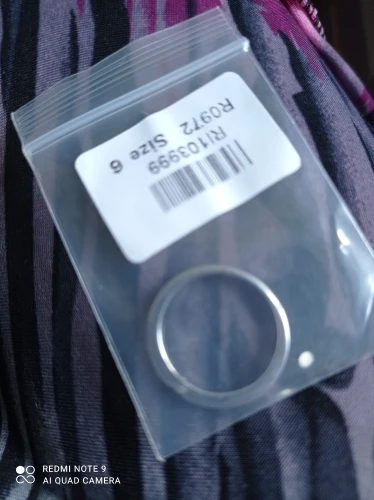 RI103999
R0972 Size 6
REDMI NOTE 9
AI QUAD CAMERA